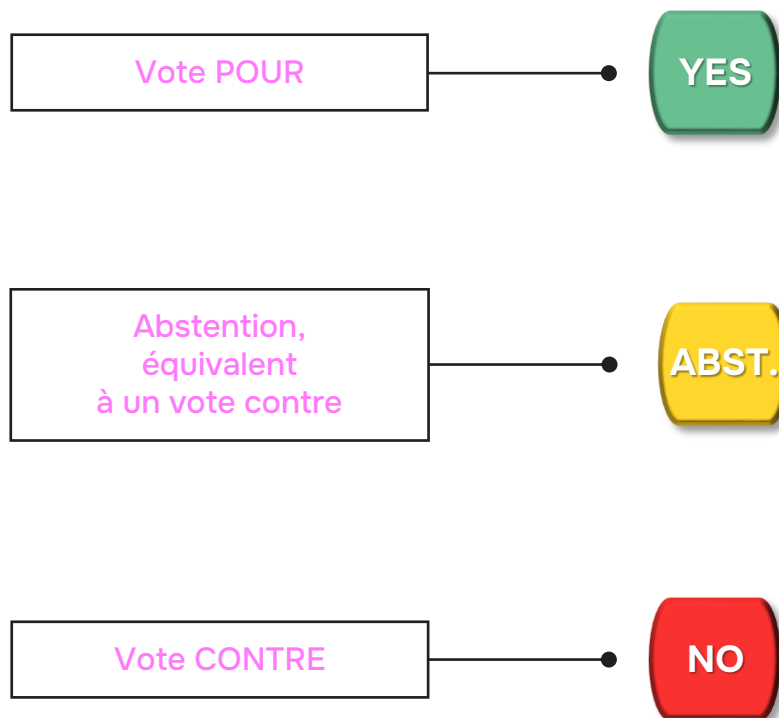 Vote POUR
YES
Abstention,
équivalent
à un vote contre
ABST.
Vote CONTRE
NO